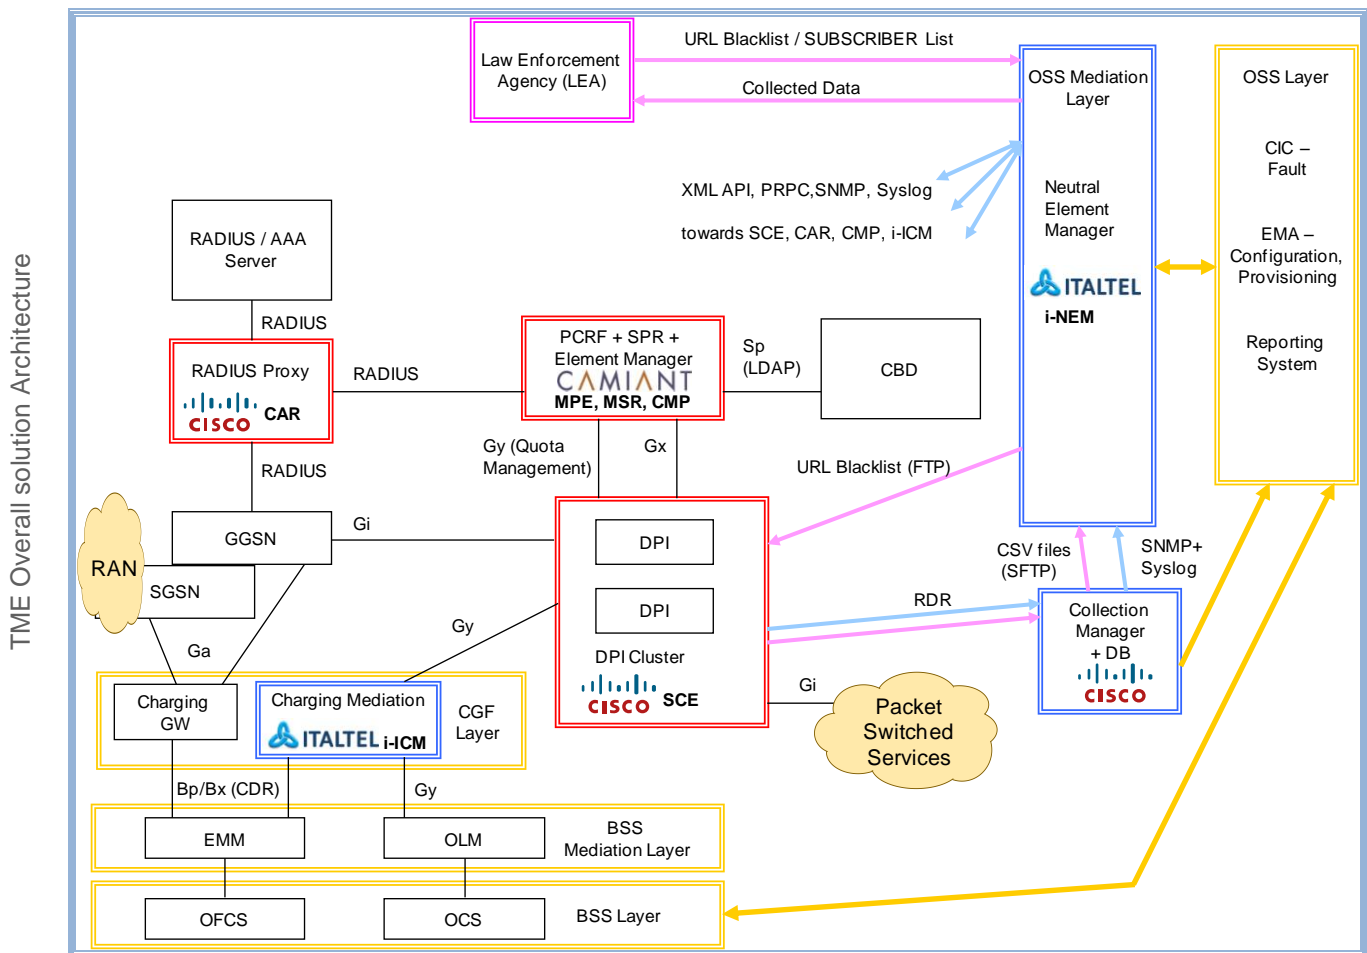 TME Overall solution Architecture
Law Enforcement
Agency (LEA)
URL Blacklist / SUBSCRIBER List
Collected Data
OSS Mediation
Layer
Neutral
Element
Manager
ITALTEL
i-NEM
OSS Layer
CIC –
Fault
EMA –
Configuration,
Provisioning
Reporting
System
XML API, PRPC,SNMP, Syslog
towards SCE, CAR, CMP, i-ICM
RADIUS / AAA
Server
RADIUS
RADIUS Proxy
CISCO CAR
RADIUS
PCRF + SPR +
Element Manager
CAMIANT
MPE, MSR, CMP
Sp
(LDAP)
CBD
RADIUS
Gy (Quota
Management)
Gx
URL Blacklist (FTP)
RAN
GGSN
SGSN
Gi
DPI
DPI
DPI Cluster
CISCO SCE
CSV files
(SFTP)
SNMP+
Syslog
RDR
Collection
Manager
+ DB
CISCO
Ga
Gy
Gi
Packet
Switched
Services
Charging
GW
Charging Mediation
ITALTEL i-ICM
CGF
Layer
Bp/Bx (CDR)
Gy
EMM
OLM
BSS
Mediation Layer
OFCS
OCS
BSS Layer